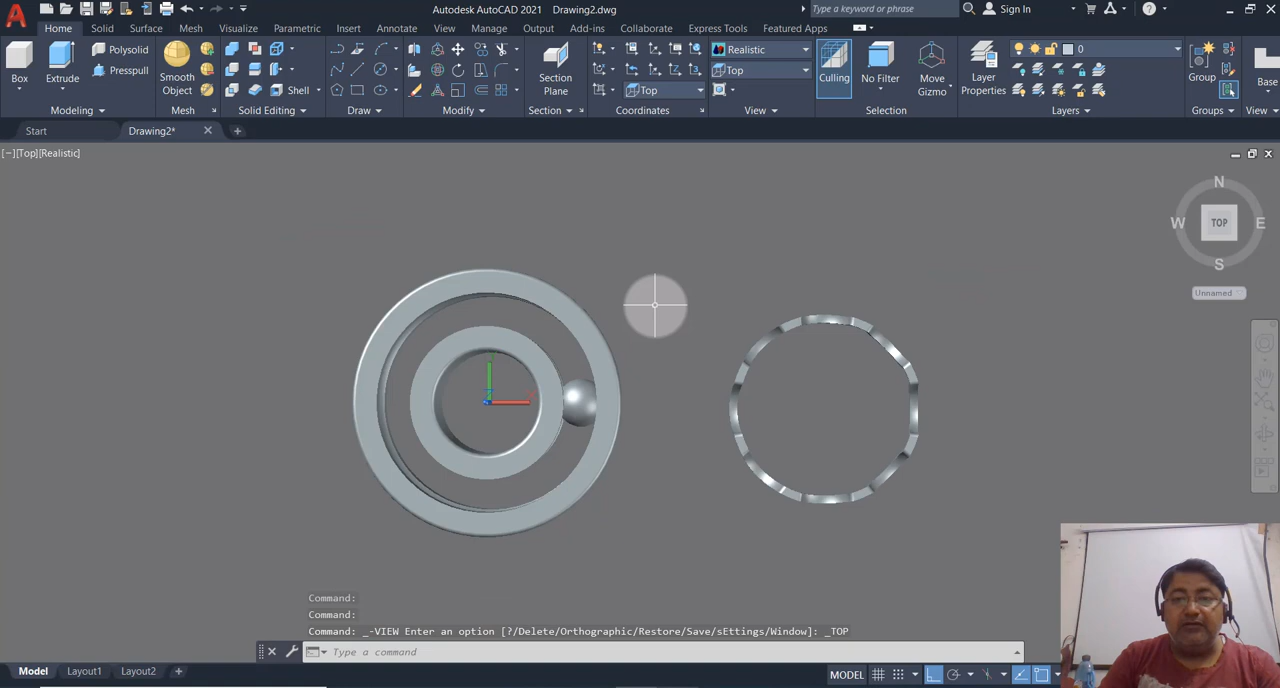 Autodesk AutoCAD 2021 Drawing2.dwg
Type a keyword or phrase
Sign In
Home Solid Surface Mesh Visualize Parametric Insert Annotate View Manage Output Add-ins Collaborate Express Tools Featured Apps
Polysolid
Presspull
Box
Extrude
Smooth Object
Shell
Section Plane
Top
Realistic
Top
Culling
No Filter
Move Gizmo
Layer Properties
0
Group
Base
Modeling
Mesh
Solid Editing
Draw
Modify
Section
Coordinates
View
Selection
Layers
Groups
View
Start
Drawing2*
[−][Top][Realistic]
N
W
TOP
E
S
Unnamed
Command:
Command:
Command: _-VIEW Enter an option [?/Delete/Orthographic/Restore/Save/sEttings/Window]: _TOP
Type a command
Model Layout1 Layout2
MODEL